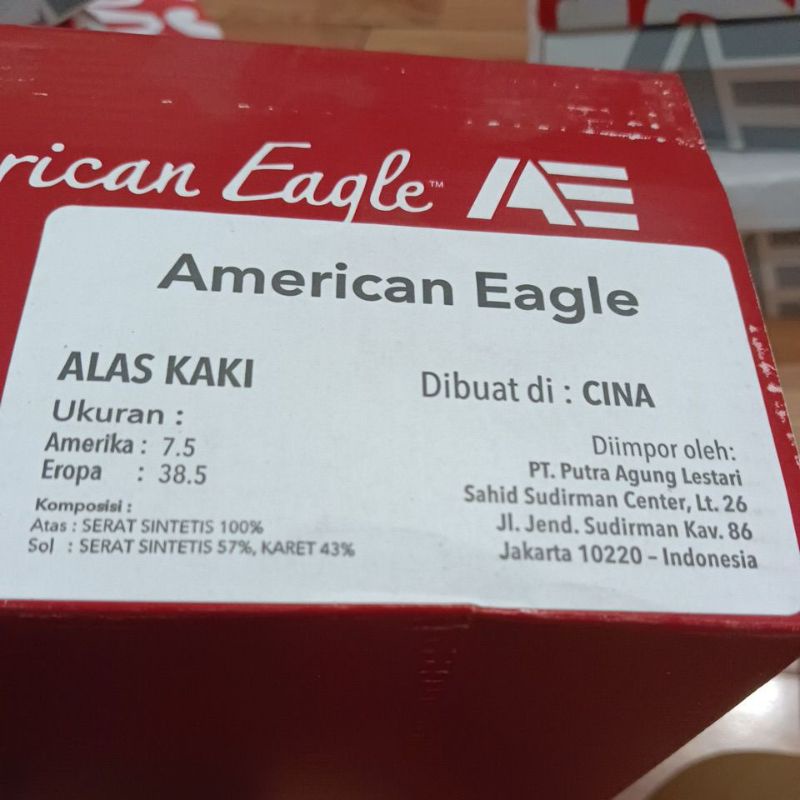 rican Eagle™ AE
American Eagle
ALAS KAKI
Ukuran :
Amerika : 7.5
Eropa : 38.5
Komposisi :
Atas : SERAT SINTETIS 100%
Sol : SERAT SINTETIS 57%, KARET 43%
Dibuat di : CINA
Diimpor oleh:
PT. Putra Agung Lestari
Sahid Sudirman Center, Lt. 26
Jl. Jend. Sudirman Kav. 86
Jakarta 10220 – Indonesia